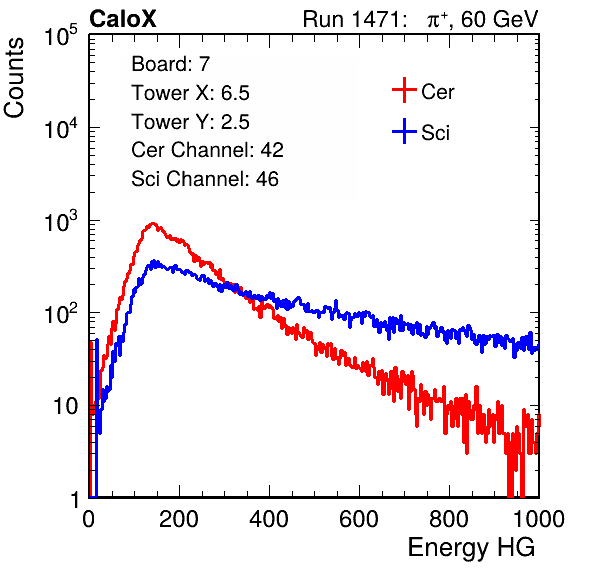 CaloX Run 1471: π⁺, 60 GeV
Counts
10⁵
10⁴
10³
10²
10
1
Board: 7
Tower X: 6.5
Tower Y: 2.5
Cer Channel: 42
Sci Channel: 46
Cer
Sci
0 200 400 600 800 1000
Energy HG